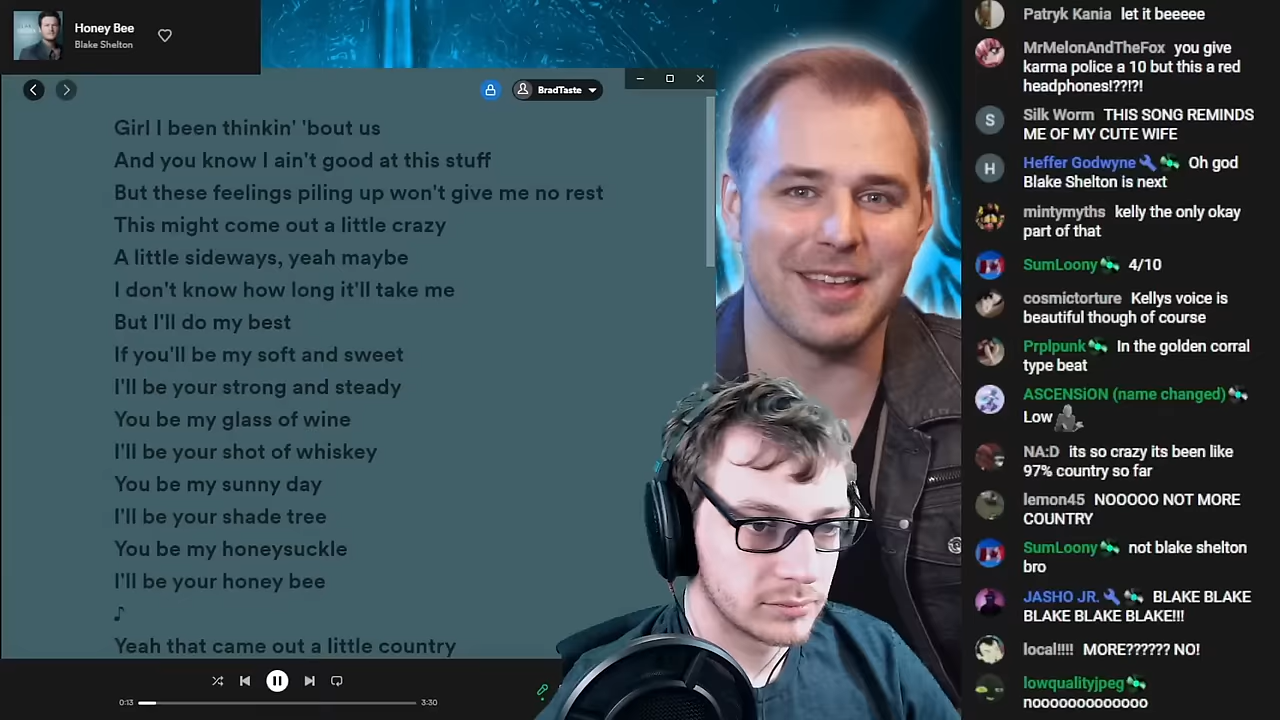 Honey Bee
Blake Shelton
BradTaste
Girl I been thinkin' 'bout us
And you know I ain't good at this stuff
But these feelings piling up won't give me no rest
This might come out a little crazy
A little sideways, yeah maybe
I don't know how long it'll take me
But I'll do my best
If you'll be my soft and sweet
I'll be your strong and steady
You be my glass of wine
I'll be your shot of whiskey
You be my sunny day
I'll be your shade tree
You be my honeysuckle
I'll be your honey bee
♪
Yeah that came out a little country
0:13
3:30
Patryk Kania let it beeeee
MrMelonAndTheFox you give
karma police a 10 but this a red
headphones!??!?!
S
Silk Worm THIS SONG REMINDS
ME OF MY CUTE WIFE
H
Heffer Godwyne Oh god
Blake Shelton is next
mintymyths kelly the only okay
part of that
SumLoony 4/10
cosmictorture Kellys voice is
beautiful though of course
Prplpunk In the golden corral
type beat
ASCENSiON (name changed)
Low
NA:D its so crazy its been like
97% country so far
lemon45 NOOOOO NOT MORE
COUNTRY
SumLoony not blake shelton
bro
JASHO JR. BLAKE BLAKE
BLAKE BLAKE BLAKE!!!
local!!!! MORE?????? NO!
lowqualityjpeg
nooooooooooooo